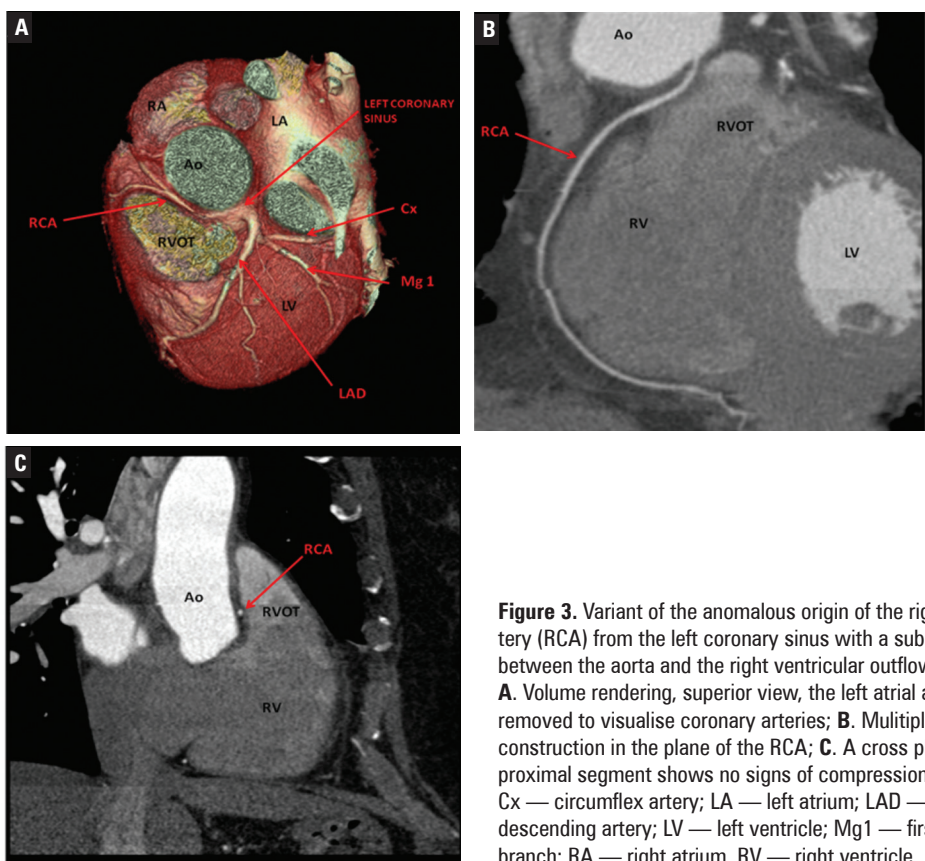 A
RA
LA
LEFT CORONARY
SINUS
Ao
RCA
Cx
RVOT
Mg 1
LV
LAD
B
Ao
RCA
RVOT
RV
LV
C
RCA
Ao
RVOT
RV
Figure 3. Variant of the anomalous origin of the rig
tery (RCA) from the left coronary sinus with a sub
between the aorta and the right ventricular outflow
A. Volume rendering, superior view, the left atrial a
removed to visualise coronary arteries; B. Mulitipl
construction in the plane of the RCA; C. A cross p
proximal segment shows no signs of compression
Cx — circumflex artery; LA — left atrium; LAD —
descending artery; LV — left ventricle; Mg1 — firs
branch; RA — right atrium, RV — right ventricle